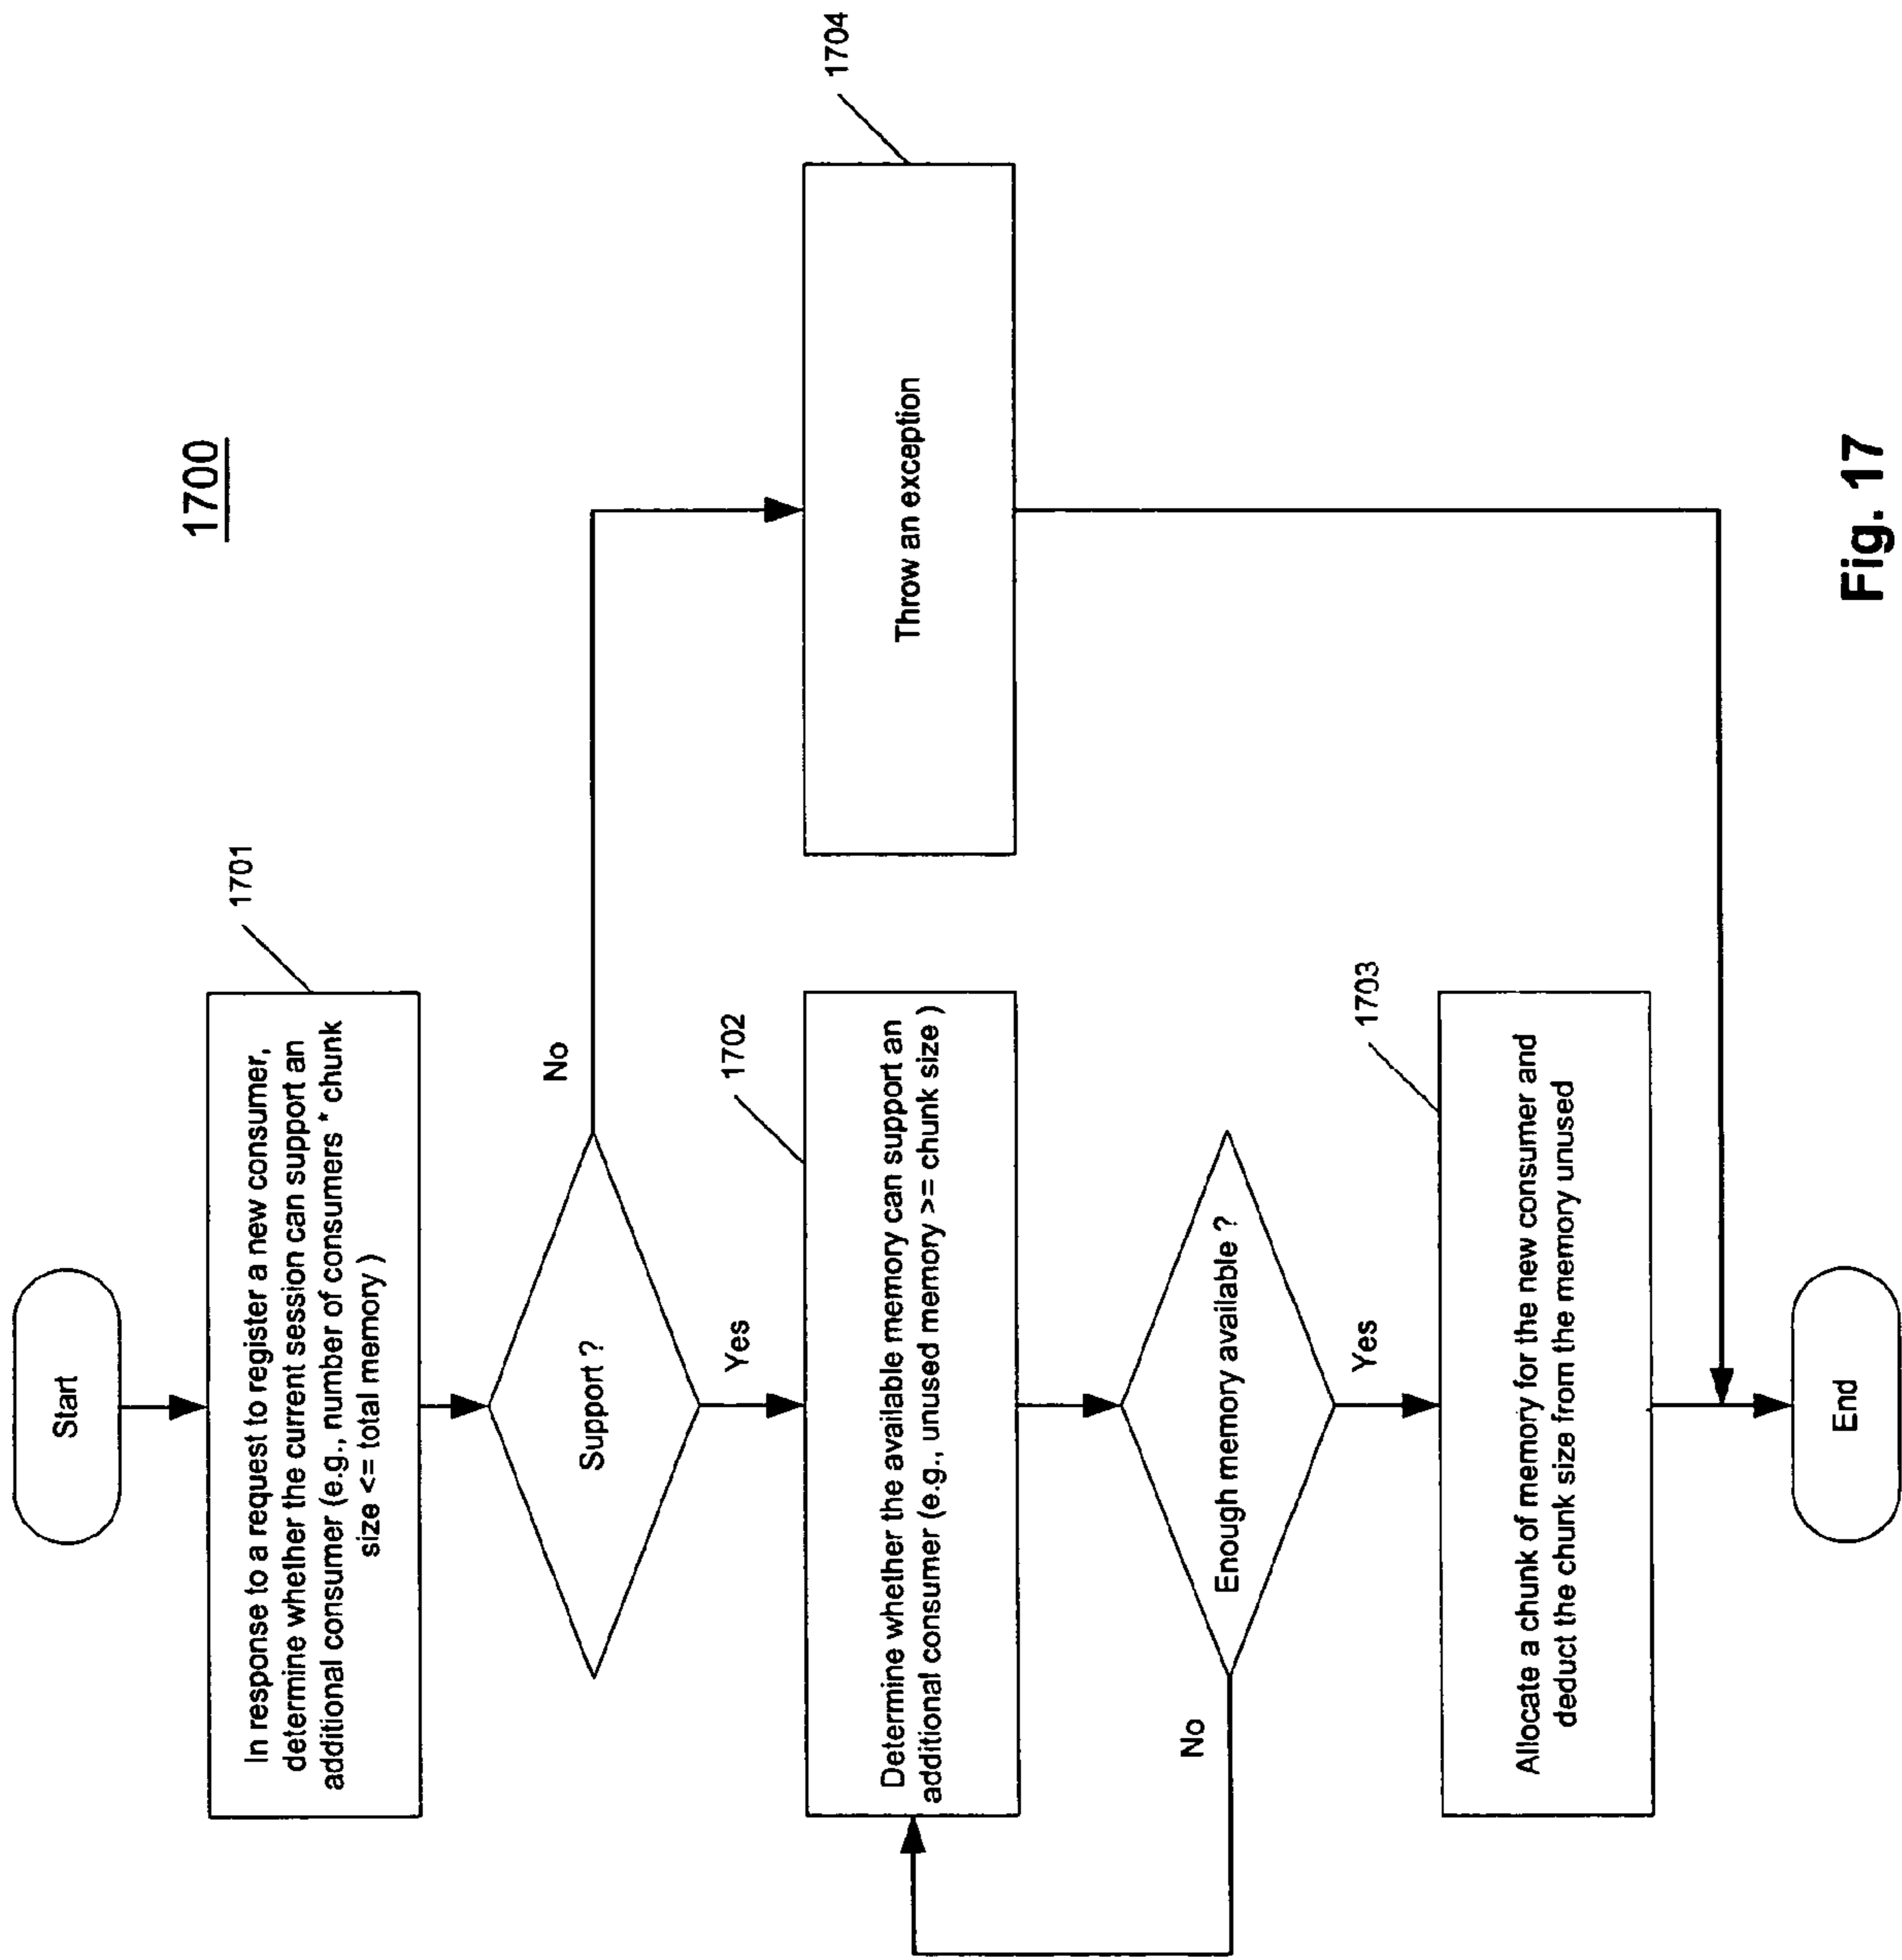 1700
Start
1701
In response to a request to register a new consumer,
determine whether the current session can support an
additional consumer (e.g., number of consumers * chunk
size <= total memory )
Support ?
No
Yes
1702
Determine whether the available memory can support an
additional consumer (e.g., unused memory >= chunk size )
1704
Throw an exception
Enough memory available ?
No
Yes
1703
Allocate a chunk of memory for the new consumer and
deduct the chunk size from the memory unused
End
Fig. 17